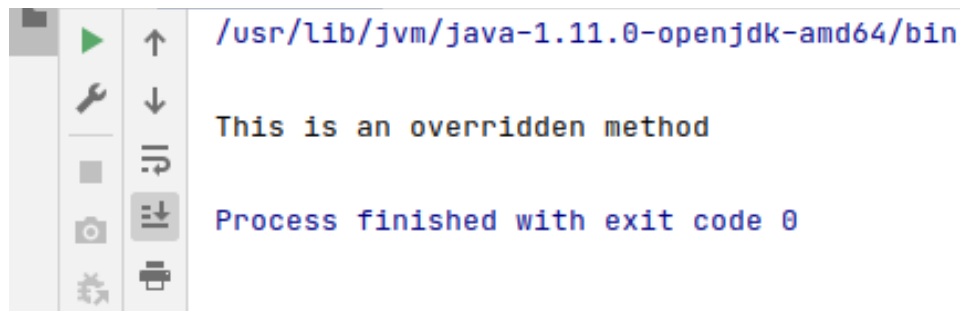 /usr/lib/jvm/java-1.11.0-openjdk-amd64/bin
This is an overridden method
Process finished with exit code 0